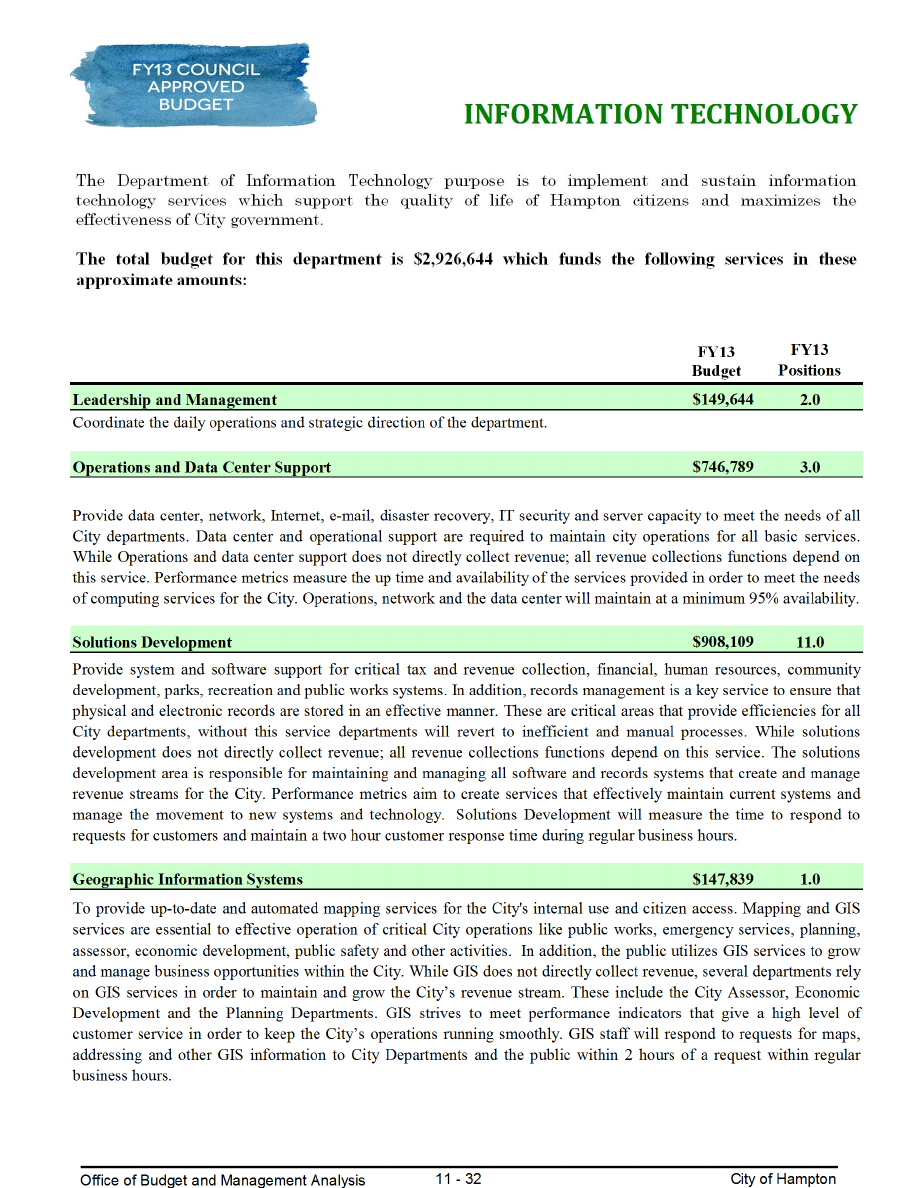 FY13 COUNCIL
APPROVED
BUDGET
INFORMATION TECHNOLOGY
The Department of Information Technology purpose is to implement and sustain information
technology services which support the quality of life of Hampton citizens and maximizes the
effectiveness of City government.
The total budget for this department is $2,926,644 which funds the following services in these
approximate amounts:
FY13 FY13
Budget Positions
Leadership and Management $149,644 2.0
Coordinate the daily operations and strategic direction of the department.
Operations and Data Center Support $746,789 3.0
Provide data center, network, Internet, e-mail, disaster recovery, IT security and server capacity to meet the needs of all
City departments. Data center and operational support are required to maintain city operations for all basic services.
While Operations and data center support does not directly collect revenue; all revenue collections functions depend on
this service. Performance metrics measure the up time and availability of the services provided in order to meet the needs
of computing services for the City. Operations, network and the data center will maintain at a minimum 95% availability.
Solutions Development $908,109 11.0
Provide system and software support for critical tax and revenue collection, financial, human resources, community
development, parks, recreation and public works systems. In addition, records management is a key service to ensure that
physical and electronic records are stored in an effective manner. These are critical areas that provide efficiencies for all
City departments, without this service departments will revert to inefficient and manual processes. While solutions
development does not directly collect revenue; all revenue collections functions depend on this service. The solutions
development area is responsible for maintaining and managing all software and records systems that create and manage
revenue streams for the City. Performance metrics aim to create services that effectively maintain current systems and
manage the movement to new systems and technology. Solutions Development will measure the time to respond to
requests for customers and maintain a two hour customer response time during regular business hours.
Geographic Information Systems $147,839 1.0
To provide up-to-date and automated mapping services for the City's internal use and citizen access. Mapping and GIS
services are essential to effective operation of critical City operations like public works, emergency services, planning,
assessor, economic development, public safety and other activities. In addition, the public utilizes GIS services to grow
and manage business opportunities within the City. While GIS does not directly collect revenue, several departments rely
on GIS services in order to maintain and grow the City’s revenue stream. These include the City Assessor, Economic
Development and the Planning Departments. GIS strives to meet performance indicators that give a high level of
customer service in order to keep the City’s operations running smoothly. GIS staff will respond to requests for maps,
addressing and other GIS information to City Departments and the public within 2 hours of a request within regular
business hours.
Office of Budget and Management Analysis 11 - 32 City of Hampton